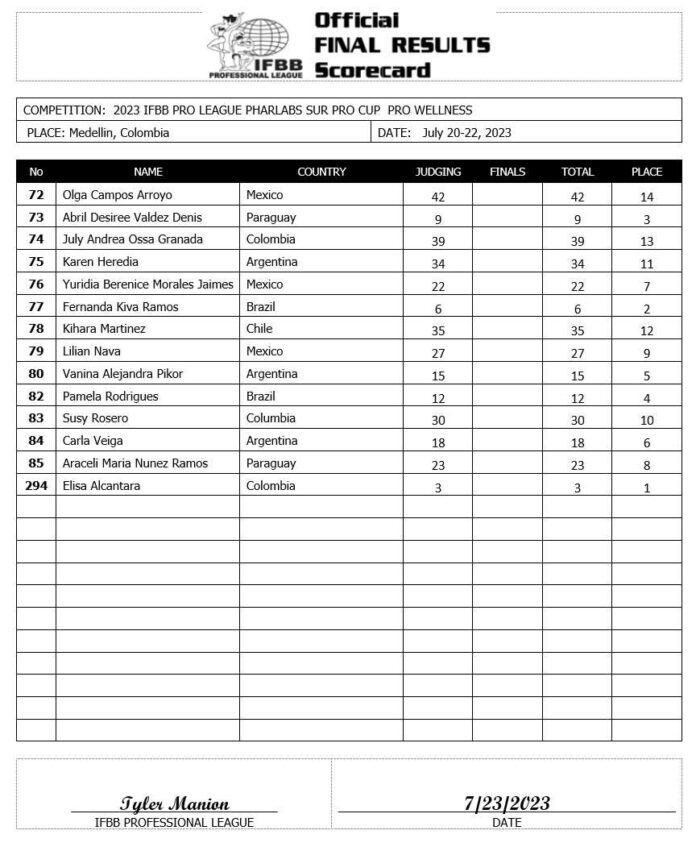 Official
FINAL RESULTS
Scorecard
IFBB
PROFESSIONAL LEAGUE
COMPETITION: 2023 IFBB PRO LEAGUE PHARLABS SUR PRO CUP PRO WELLNESS
PLACE: Medellin, Colombia DATE: July 20-22, 2023
No NAME COUNTRY JUDGING FINALS TOTAL PLACE
72 Olga Campos Arroyo Mexico 42 42 14
73 Abril Desiree Valdez Denis Paraguay 9 9 3
74 July Andrea Ossa Granada Colombia 39 39 13
75 Karen Heredia Argentina 34 34 11
76 Yuridia Berenice Morales Jaimes Mexico 22 22 7
77 Fernanda Kiva Ramos Brazil 6 6 2
78 Kihara Martinez Chile 35 35 12
79 Lilian Nava Mexico 27 27 9
80 Vanina Alejandra Pikor Argentina 15 15 5
82 Pamela Rodrigues Brazil 12 12 4
83 Susy Rosero Columbia 30 30 10
84 Carla Veiga Argentina 18 18 6
85 Araceli Maria Nunez Ramos Paraguay 23 23 8
294 Elisa Alcantara Colombia 3 3 1
Tyler Manion 7/23/2023
IFBB PROFESSIONAL LEAGUE DATE